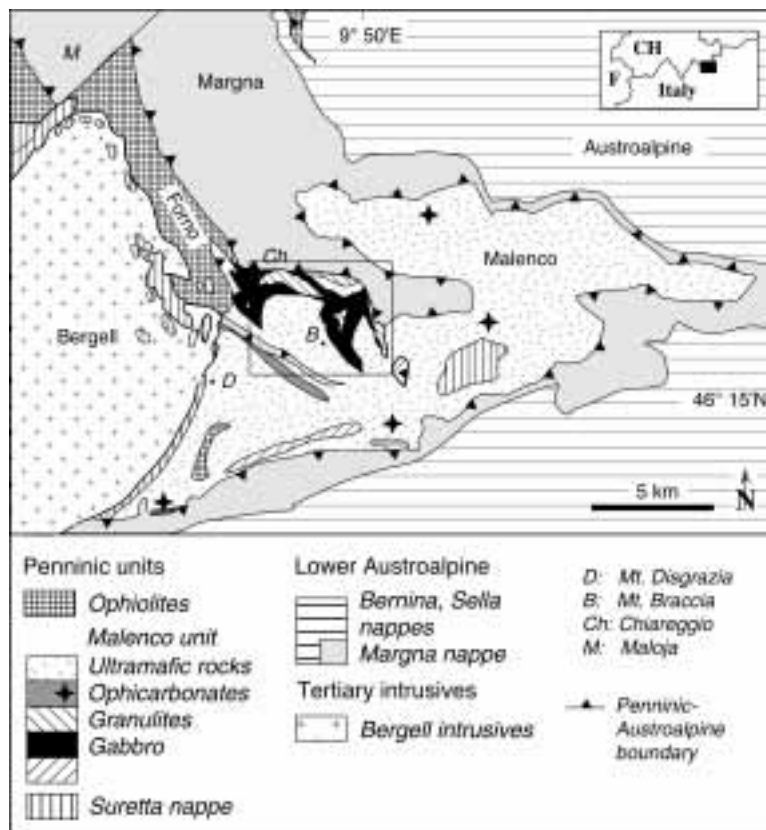 9° 50'E
CH
F
Italy
M
Margna
Austroalpine
Forno
Ch
Malenco
Bergell
B
D
46° 15'N
5 km
N
Penninic units
Ophiolites
Malenco unit
Ultramafic rocks
Ophicarbonates
Granulites
Gabbro
Suretta nappe
Lower Austroalpine
Bernina, Sella
nappes
Margna nappe
Tertiary intrusives
Bergell intrusives
D: Mt. Disgrazia
B: Mt. Braccia
Ch: Chiareggio
M: Maloja
Penninic-
Austroalpine
boundary